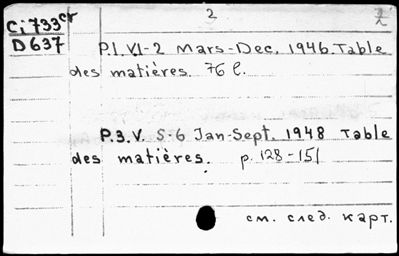 Ci 733 cr
2
D 637
P.I. VI-2 Mars-Dec. 1946. Table
des matières. 76 l.
P.3.V. S-6 Jan-Sept. 1948 Table
des matières. p. 128-151
см. след. карт.